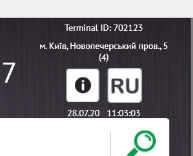 Terminal ID: 702123
м. Київ, Новопечерський пров., 5
(4)
7
i RU
28.07.20 11:03:03